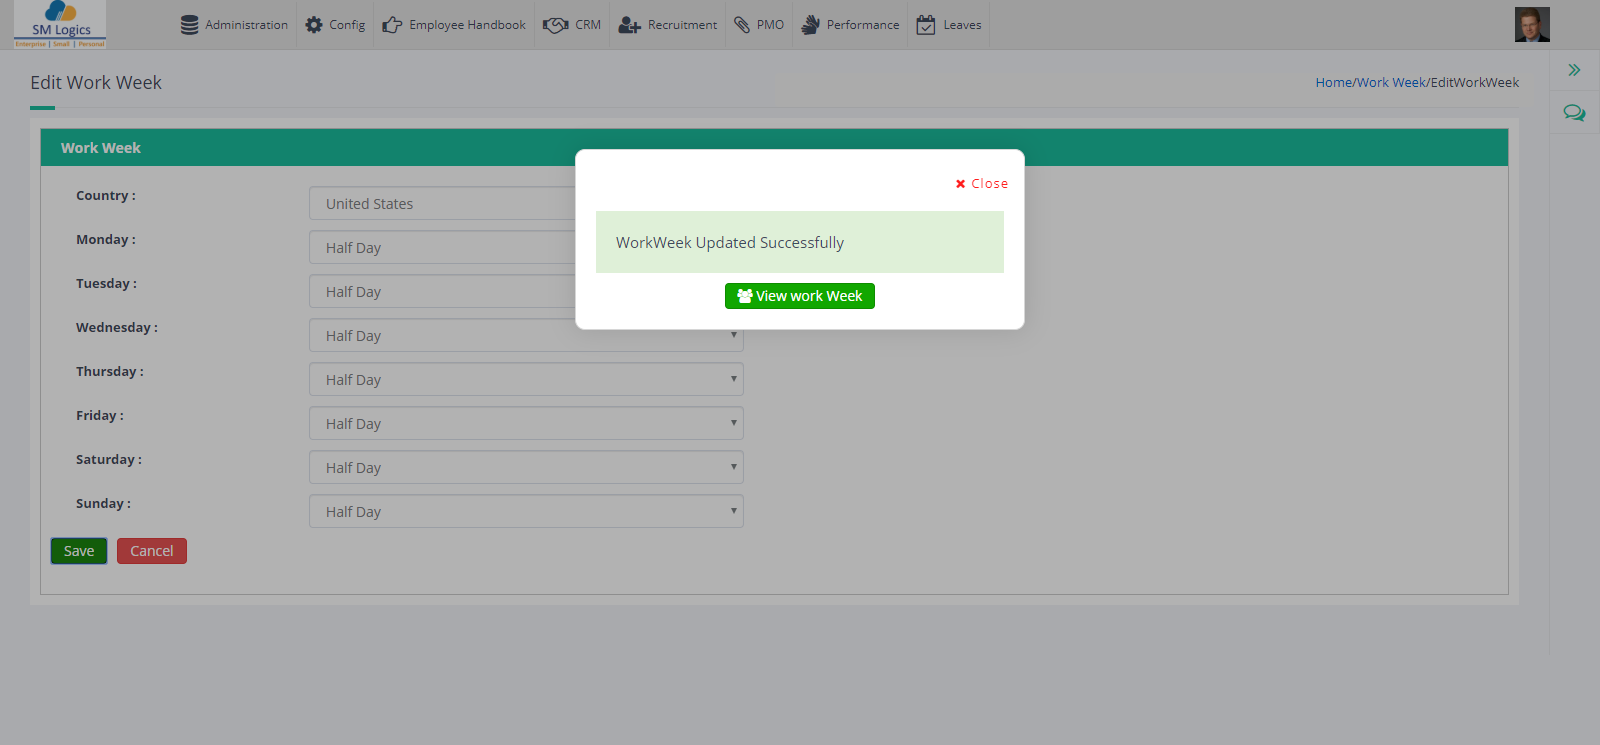 SM Logics
Enterprise | Small | Personal
Administration
Config
Employee Handbook
CRM
Recruitment
PMO
Performance
Leaves
Edit Work Week
Home/Work Week/EditWorkWeek
Work Week
Close
WorkWeek Updated Successfully
View work Week
Country : United States
Monday : Half Day
Tuesday : Half Day
Wednesday : Half Day
Thursday : Half Day
Friday : Half Day
Saturday : Half Day
Sunday : Half Day
Save
Cancel